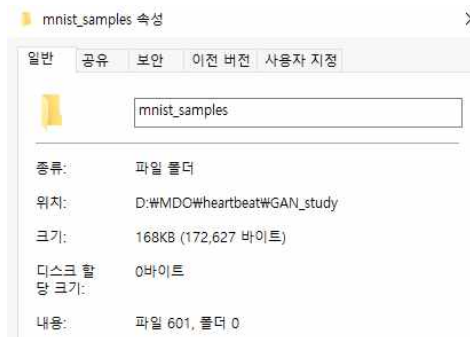 mnist_samples 속성
일반 공유 보안 이전 버전 사용자 지정
mnist_samples
종류: 파일 폴더
위치: D:₩MDO₩heartbeat₩GAN_study
크기: 168KB (172,627 바이트)
디스크 할 0바이트
당 크기:
내용: 파일 601, 폴더 0